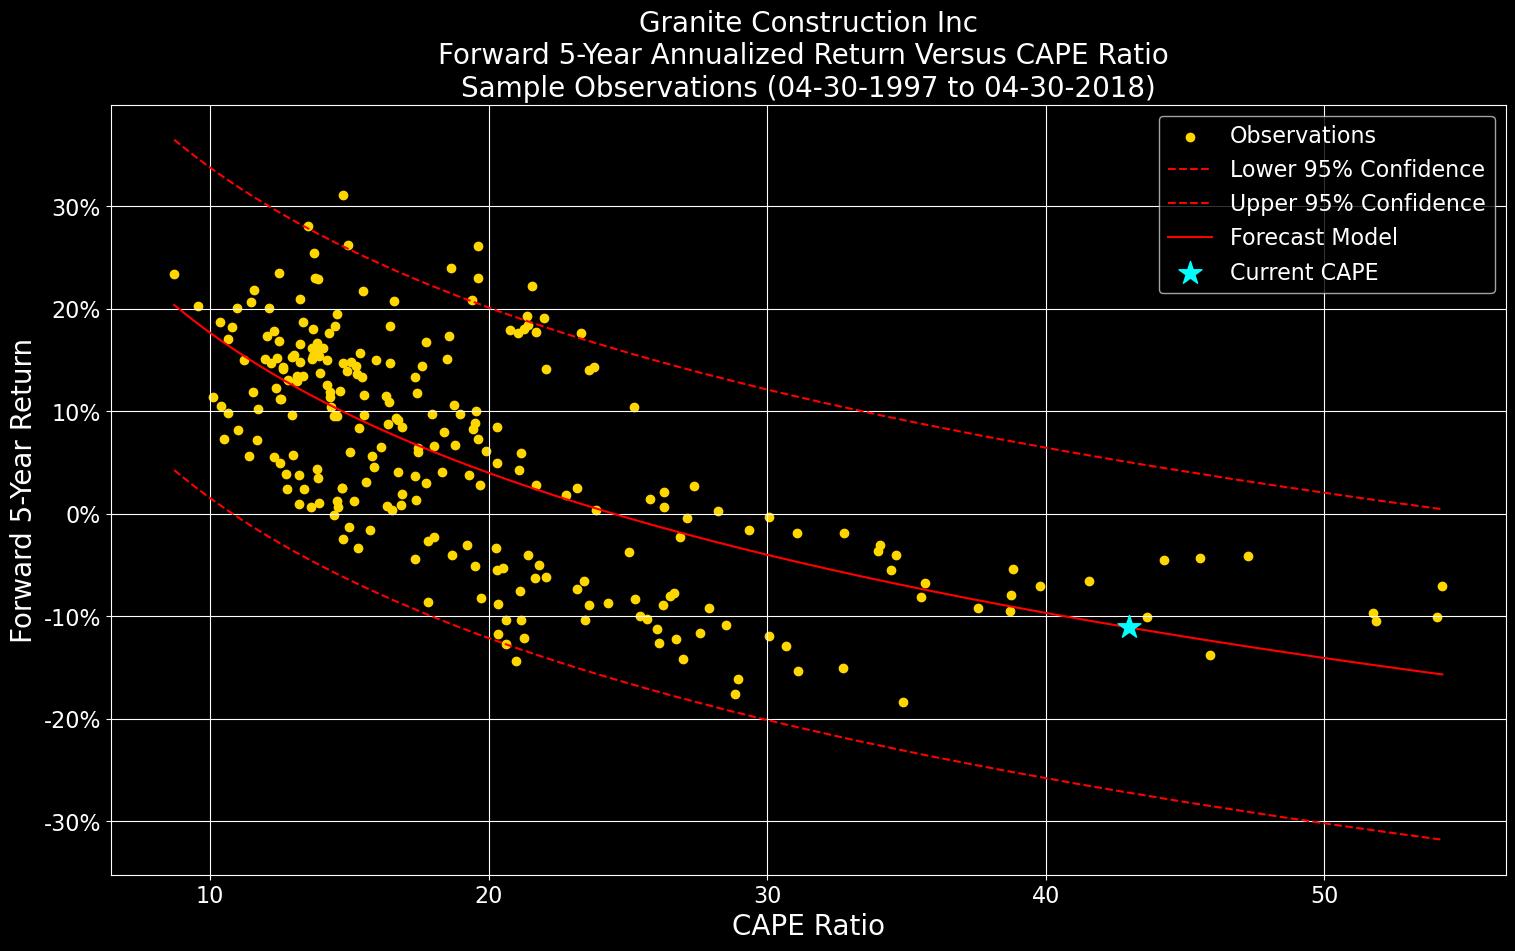 Granite Construction Inc
Forward 5-Year Annualized Return Versus CAPE Ratio
Sample Observations (04-30-1997 to 04-30-2018)
Observations
Lower 95% Confidence
Upper 95% Confidence
Forecast Model
Current CAPE
Forward 5-Year Return
30%
20%
10%
0%
-10%
-20%
-30%
10 20 30 40 50
CAPE Ratio